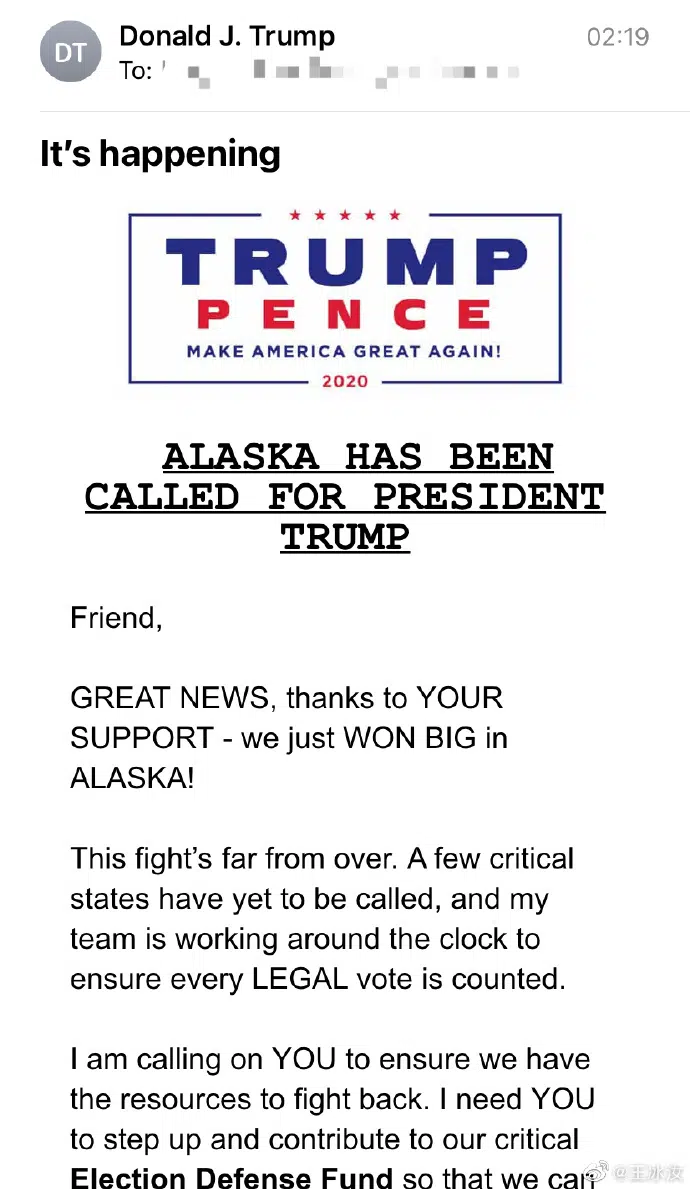 DT
Donald J. Trump
02:19
To:
It's happening
TRUMP
PENCE
MAKE AMERICA GREAT AGAIN!
2020
ALASKA HAS BEEN
CALLED FOR PRESIDENT
TRUMP
Friend,
GREAT NEWS, thanks to YOUR
SUPPORT - we just WON BIG in
ALASKA!
This fight's far from over. A few critical
states have yet to be called, and my
team is working around the clock to
ensure every LEGAL vote is counted.
I am calling on YOU to ensure we have
the resources to fight back. I need YOU
to step up and contribute to our critical
Election Defense Fund so that we can
@王冰汝